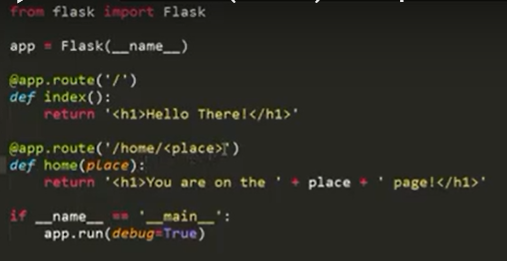 from flask import Flask
app = Flask(__name__)
@app.route('/')
def index():
    return '<h1>Hello There!</h1>'
@app.route('/home/<place>')
def home(place):
    return '<h1>You are on the ' + place + ' page!</h1>'
if __name__ == '__main__':
    app.run(debug=True)